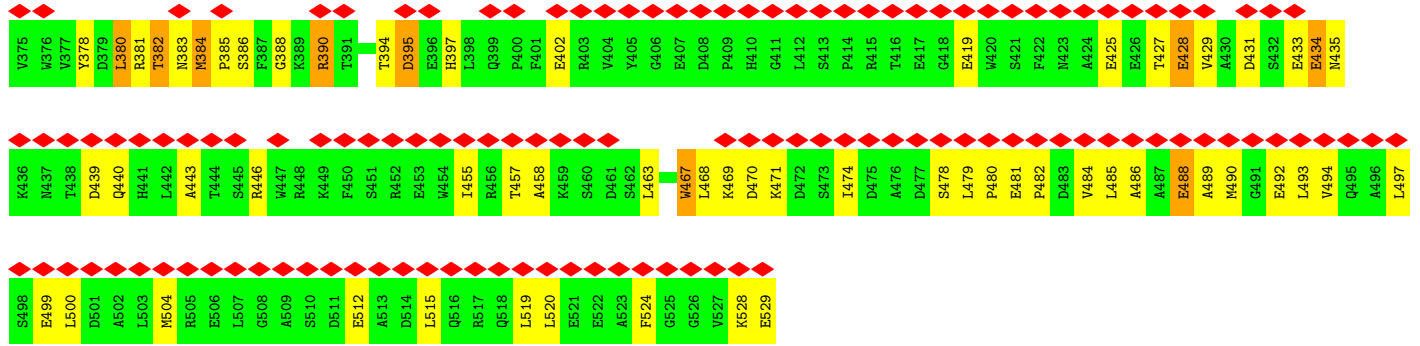 V375 W376 V377 Y378 D379 L380 R381 T382 N383 M384 P385 S386 F387 G388 K389 R390 T391 T394 D395 E396 H397 L398 Q399 P400 F401 E402 R403 V404 Y405 G406 E407 D408 P409 H410 G411 L412 S413 P414 R415 T416 E417 G418 E419 W420 S421 F422 N423 A424 E425 E426 T427 E428 V429 A430 D431 S432 E433 E434 N435
K436 N437 T438 D439 Q440 H441 L442 A443 T444 S445 R446 W447 R448 K449 F450 S451 R452 E453 W454 I455 R456 T457 A458 K459 S460 D461 S462 L463 W467 L468 K469 D470 K471 D472 S473 I474 D475 A476 D477 S478 L479 P480 E481 P482 D483 V484 L485 A486 A487 E488 A489 M490 G491 E492 L493 V494 Q495 A496 L497
S498 E499 L500 D501 A502 L503 M504 R505 E506 L507 G508 A509 S510 D511 E512 A513 D514 L515 Q516 R517 Q518 L519 L520 E521 E522 A523 F524 G525 G526 V527 K528 E529